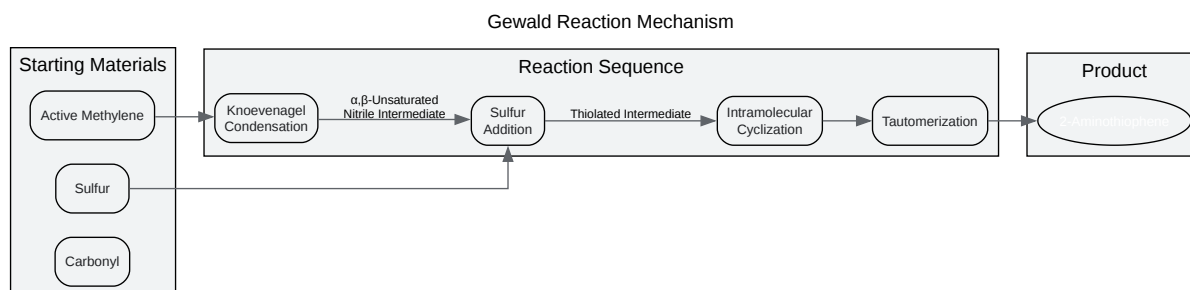 Gewald Reaction Mechanism
Starting Materials
Active Methylene
Sulfur
Carbonyl
Reaction Sequence
Knoevenagel
Condensation
α,β-Unsaturated
Nitrile Intermediate
Sulfur
Addition
Thiolated Intermediate
Intramolecular
Cyclization
Tautomerization
Product
2-Aminothiophene